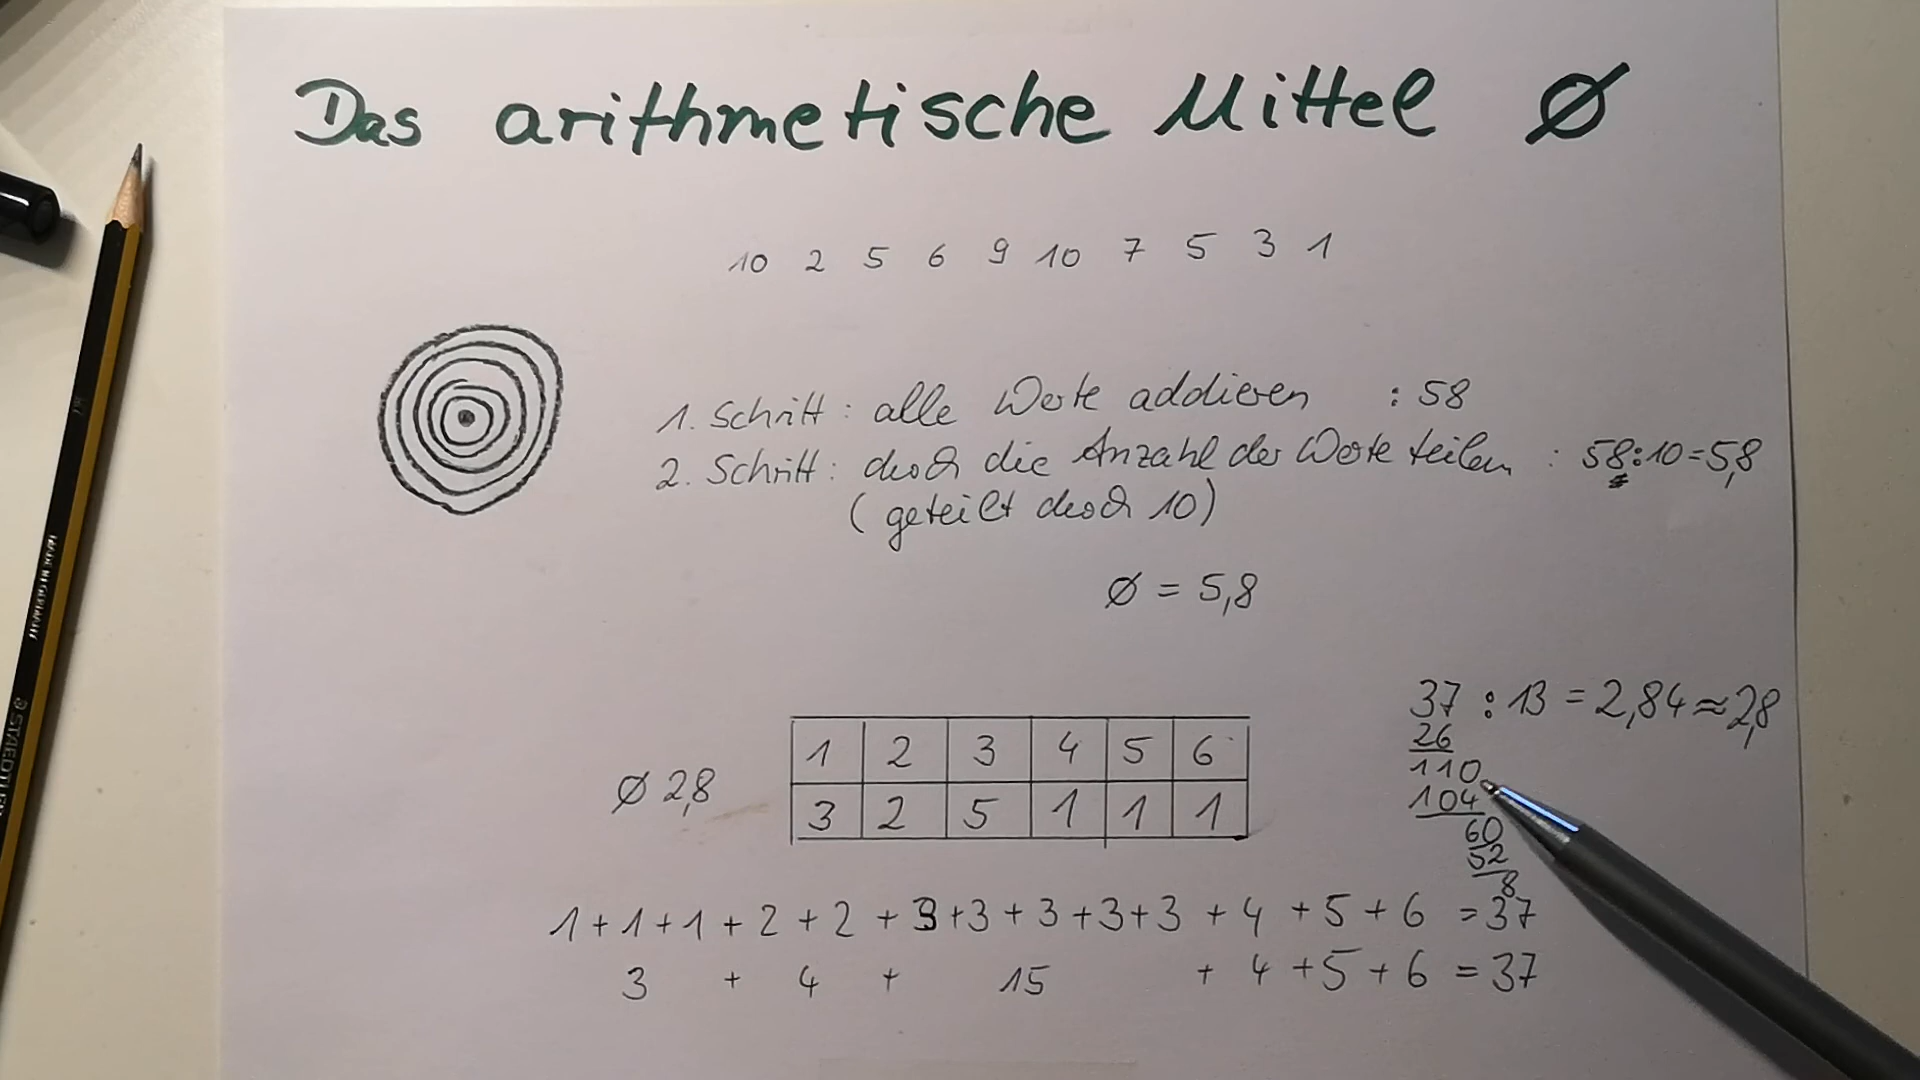 Das arithmetische Mittel ∅
10 2 5 6 9 10 7 5 3 1
1. Schritt: alle Werte addieren : 58
2. Schritt: durch die Anzahl der Werte teilen : 58:10=5,8
(geteilt durch 10)
∅ = 5,8
37 : 13 = 2,84 ≈ 2,8
26
110
104
60
52
8
∅ 2,8
1 2 3 4 5 6
3 2 5 1 1 1
1+1+1+2+2+3+3+3+3+3+4+5+6 = 37
3 + 4 + 15 + 4+5+6 = 37